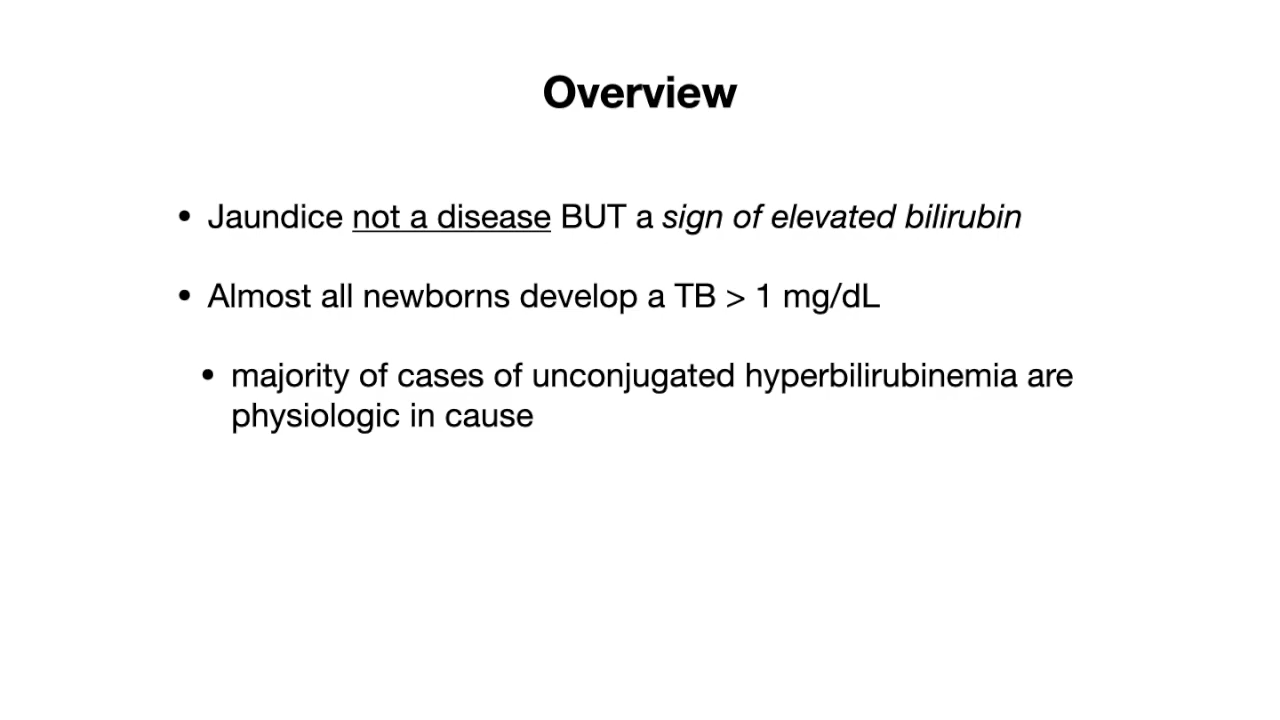 Overview
• Jaundice not a disease BUT a sign of elevated bilirubin
• Almost all newborns develop a TB > 1 mg/dL
• majority of cases of unconjugated hyperbilirubinemia are
physiologic in cause